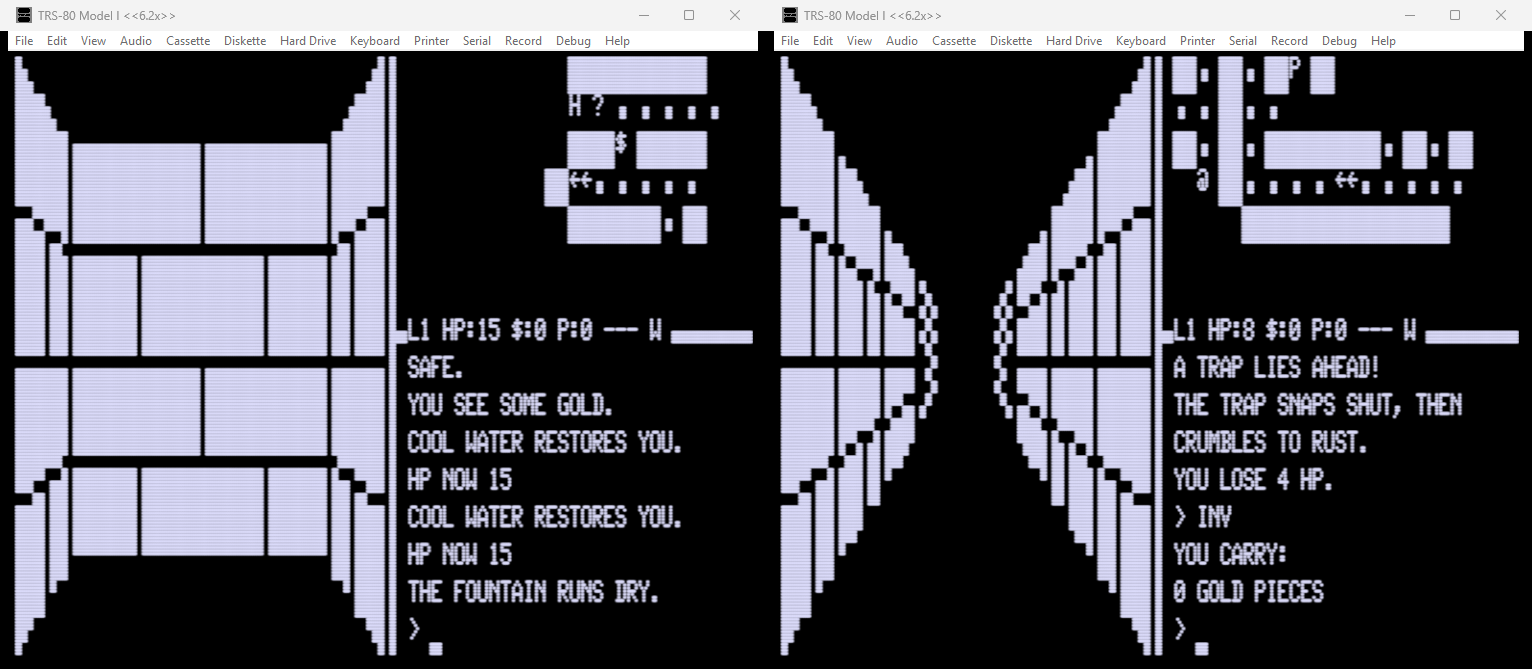 TRS-80 Model I <<6.2x>>
File Edit View Audio Cassette Diskette Hard Drive Keyboard Printer Serial Record Debug Help
H ? . . . . .
$
←←. . . . .
.
L1 HP:15 $:0 P:0 --- W
SAFE.
YOU SEE SOME GOLD.
COOL WATER RESTORES YOU.
HP NOW 15
COOL WATER RESTORES YOU.
HP NOW 15
THE FOUNTAIN RUNS DRY.
>
TRS-80 Model I <<6.2x>>
File Edit View Audio Cassette Diskette Hard Drive Keyboard Printer Serial Record Debug Help
. . P
. . . .
. . . .
@ . . . . ←←. . . . .
L1 HP:8 $:0 P:0 --- W
A TRAP LIES AHEAD!
THE TRAP SNAPS SHUT, THEN
CRUMBLES TO RUST.
YOU LOSE 4 HP.
> INV
YOU CARRY:
0 GOLD PIECES
>